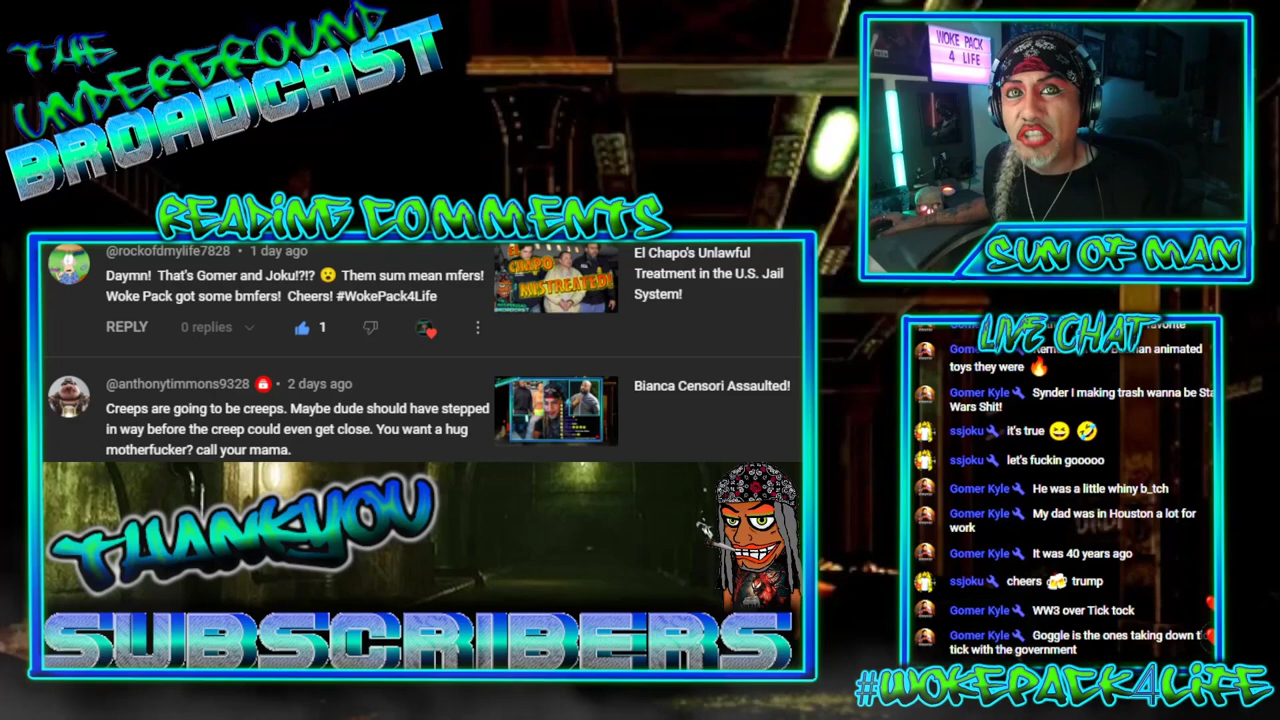 THE
UNDERGROUND
BROADCAST
READING COMMENTS
@rockofmylife7828 • 1 day ago
Daymn! That's Gomer and Joku!?!? 😮 Them sum mean mfers!
Woke Pack got some bmfers! Cheers! #WokePack4Life
REPLY 0 replies 1
EL CHAPO
MISTREATED!
El Chapo's Unlawful
Treatment in the U.S. Jail
System!
@anthonytimmons9328 • 2 days ago
Creeps are going to be creeps. Maybe dude should have stepped
in way before the creep could even get close. You want a hug
motherfucker? call your mama.
Bianca Censori Assaulted!
THANKYOU
SUBSCRIBERS
WOKE PACK
4 LIFE
SUN OF MAN
LIVE CHAT
animated
toys they were 🔥
Gomer Kyle Synder I making trash wanna be Sta
Wars Shit!
ssjoku it's true 😆 🤣
ssjoku let's fuckin gooooo
Gomer Kyle He was a little whiny b_tch
Gomer Kyle My dad was in Houston a lot for
work
Gomer Kyle It was 40 years ago
ssjoku cheers 🍻 trump
Gomer Kyle WW3 over Tick tock
Gomer Kyle Goggle is the ones taking down ti
tick with the government
#WOKEPACK4LIFE